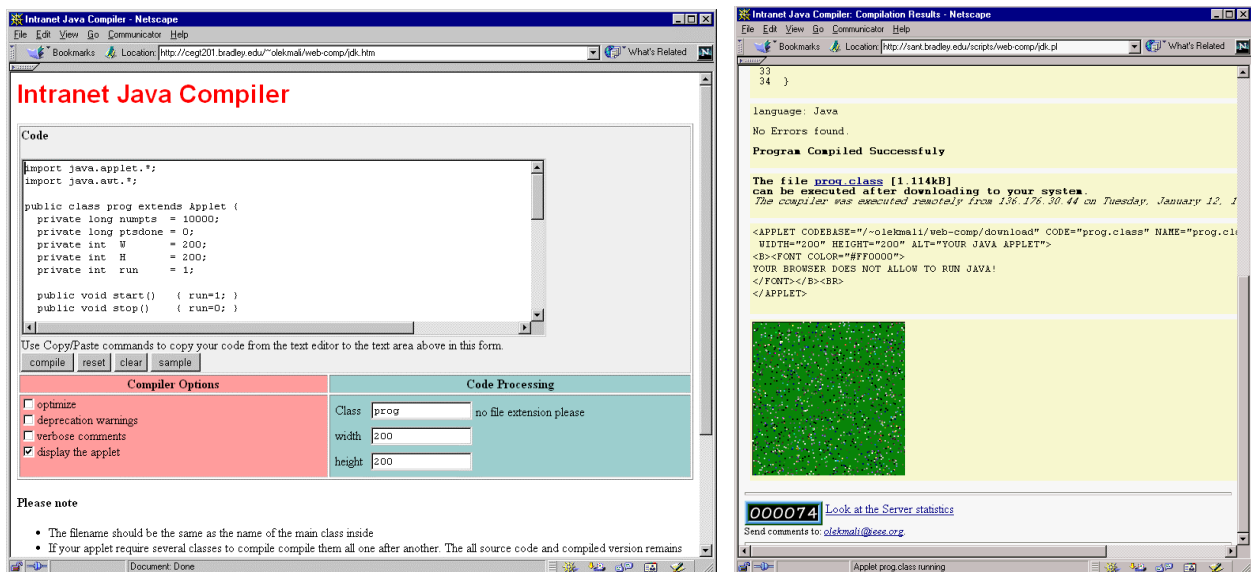 Intranet Java Compiler - Netscape
File Edit View Go Communicator Help
Bookmarks Location: http://cegt201.bradley.edu/~olekmali/web-comp/jdk.htm What's Related
Intranet Java Compiler
Code
import java.applet.*;
import java.awt.*;
public class prog extends Applet {
private long numpts = 10000;
private long ptsdone = 0;
private int W = 200;
private int H = 200;
private int run = 1;
public void start() { run=1; }
public void stop() { run=0; }
Use Copy/Paste commands to copy your code from the text editor to the text area above in this form.
compile reset clear sample
Compiler Options Code Processing
optimize
deprecation warnings
verbose comments
display the applet
Class prog no file extension please
width 200
height 200
Please note
• The filename should be the same as the name of the main class inside
• If your applet require several classes to compile compile them all one after another. The all source code and compiled version remains
Document: Done
Intranet Java Compiler: Compilation Results - Netscape
File Edit View Go Communicator Help
Bookmarks Location: http://sant.bradley.edu/scripts/web-comp/jdk.pl What's Related
33
34 }
language: Java
No Errors found.
Program Compiled Successfuly
The file prog.class [1.114kB]
can be executed after downloading to your system.
The compiler was executed remotely from 136.176.30.44 on Tuesday, January 12, 1
<APPLET CODEBASE="/~olekmali/web-comp/download" CODE="prog.class" NAME="prog.cl
WIDTH="200" HEIGHT="200" ALT="YOUR JAVA APPLET">
<B><FONT COLOR="#FF0000">
YOUR BROWSER DOES NOT ALLOW TO RUN JAVA!
</FONT></B><BR>
</APPLET>
000074 Look at the Server statistics
Send comments to: olekmali@ieee.org.
Applet prog.class running